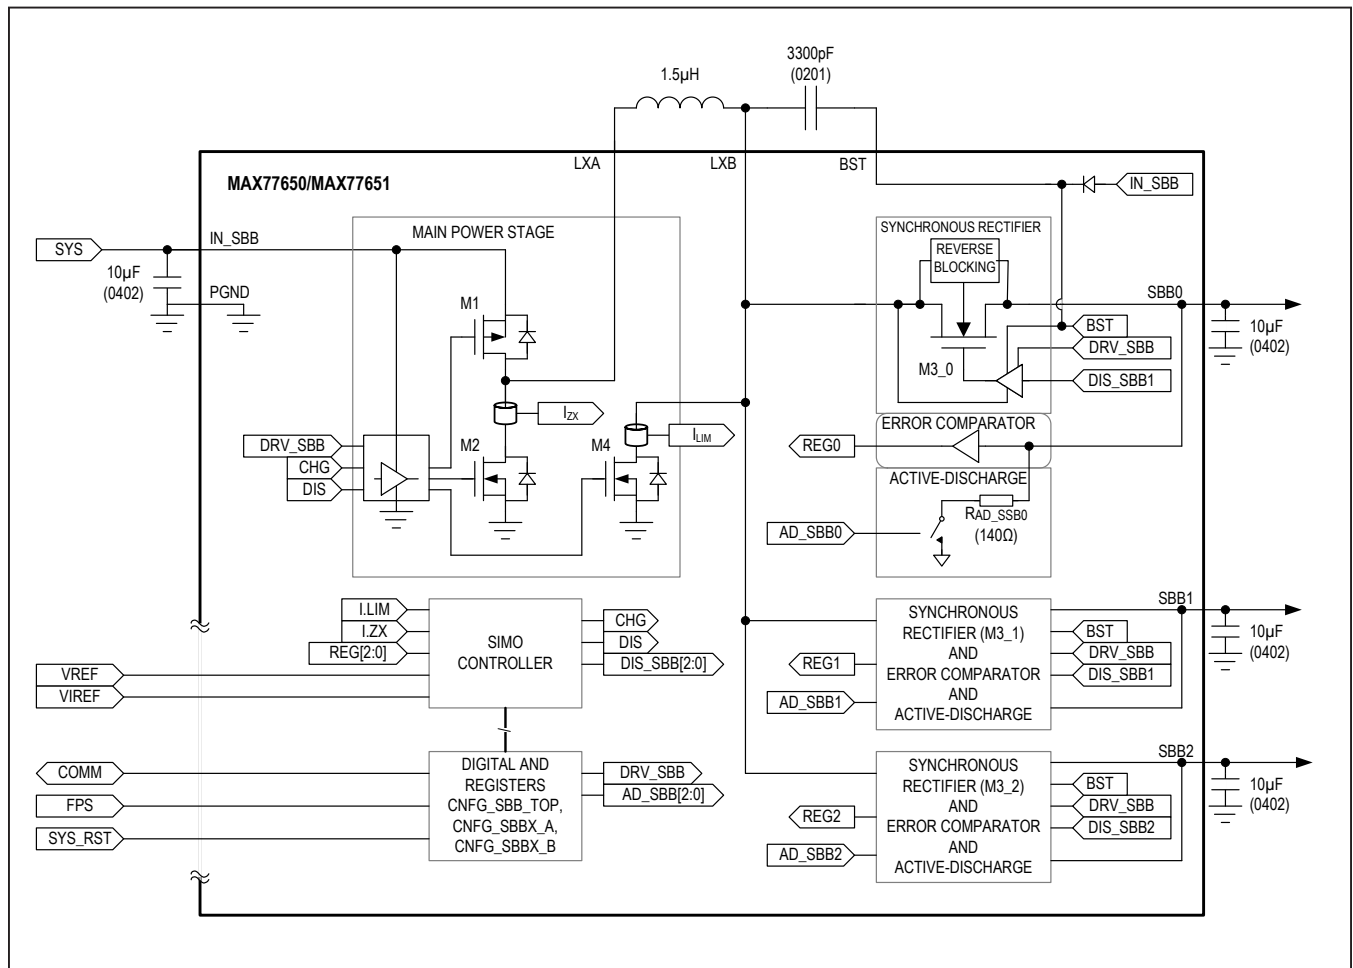 3300pF
(0201)
1.5µH
LXA
LXB
BST
MAX77650/MAX77651
IN_SBB
SYS
IN_SBB
10µF
(0402)
PGND
MAIN POWER STAGE
M1
I ZX
M2
M4
I LIM
DRV_SBB
CHG
DIS
SYNCHRONOUS RECTIFIER
REVERSE
BLOCKING
SBB0
10µF
(0402)
BST
DRV_SBB
DIS_SBB1
M3_0
ERROR COMPARATOR
REG0
ACTIVE-DISCHARGE
RAD_SSB0
(140Ω)
AD_SBB0
I.LIM
I.ZX
REG[2:0]
VREF
VIREF
SIMO
CONTROLLER
CHG
DIS
DIS_SBB[2:0]
SYNCHRONOUS
RECTIFIER (M3_1)
AND
ERROR COMPARATOR
AND
ACTIVE-DISCHARGE
REG1
AD_SBB1
SBB1
BST
DRV_SBB
DIS_SBB1
10µF
(0402)
COMM
FPS
SYS_RST
DIGITAL AND
REGISTERS
CNFG_SBB_TOP,
CNFG_SBBX_A,
CNFG_SBBX_B
DRV_SBB
AD_SBB[2:0]
SYNCHRONOUS
RECTIFIER (M3_2)
AND
ERROR COMPARATOR
AND
ACTIVE-DISCHARGE
REG2
AD_SBB2
SBB2
BST
DRV_SBB
DIS_SBB2
10µF
(0402)